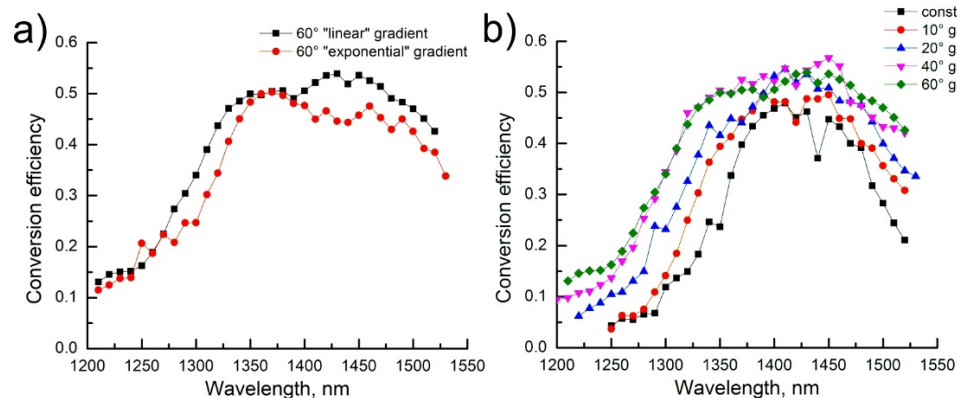 a)
60° "linear" gradient
60° "exponential" gradient
Conversion efficiency
0.6
0.5
0.4
0.3
0.2
0.1
0.0
1200 1250 1300 1350 1400 1450 1500 1550
Wavelength, nm
b)
const
10° g
20° g
40° g
60° g
Conversion efficiency
0.6
0.5
0.4
0.3
0.2
0.1
0.0
1200 1250 1300 1350 1400 1450 1500 1550
Wavelength, nm